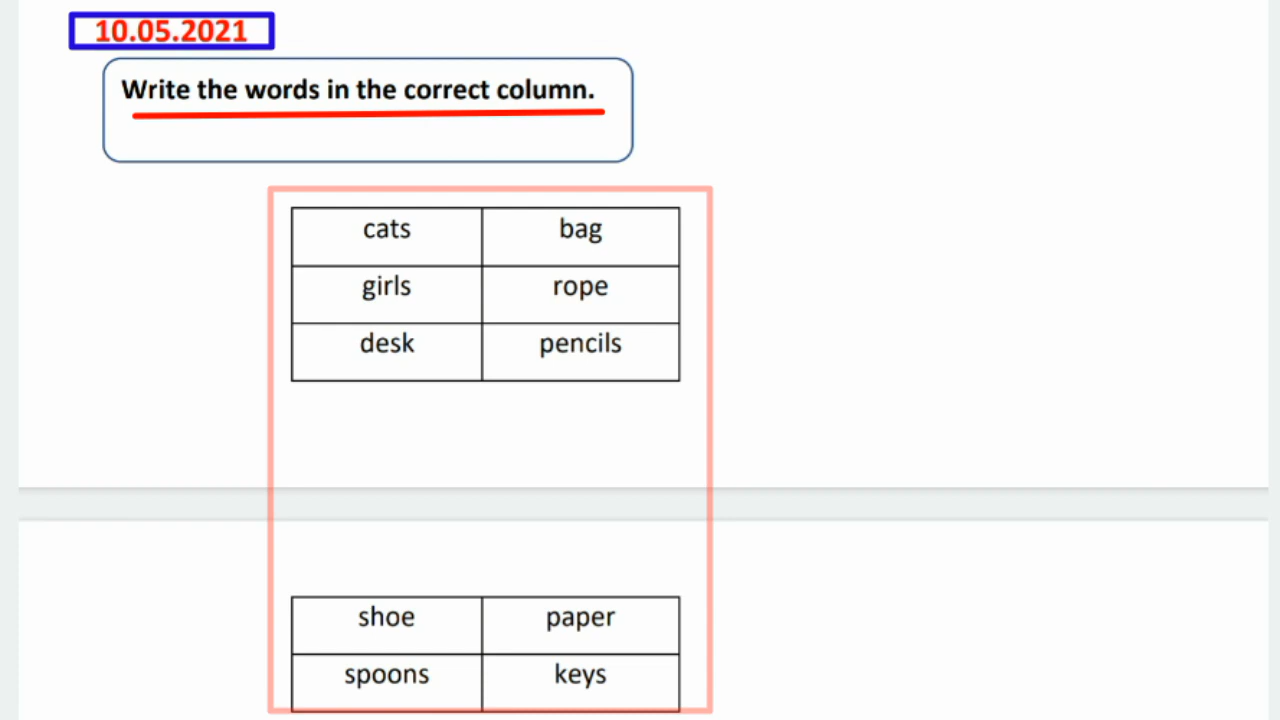 10.05.2021
Write the words in the correct column.
cats bag
girls rope
desk pencils
shoe paper
spoons keys